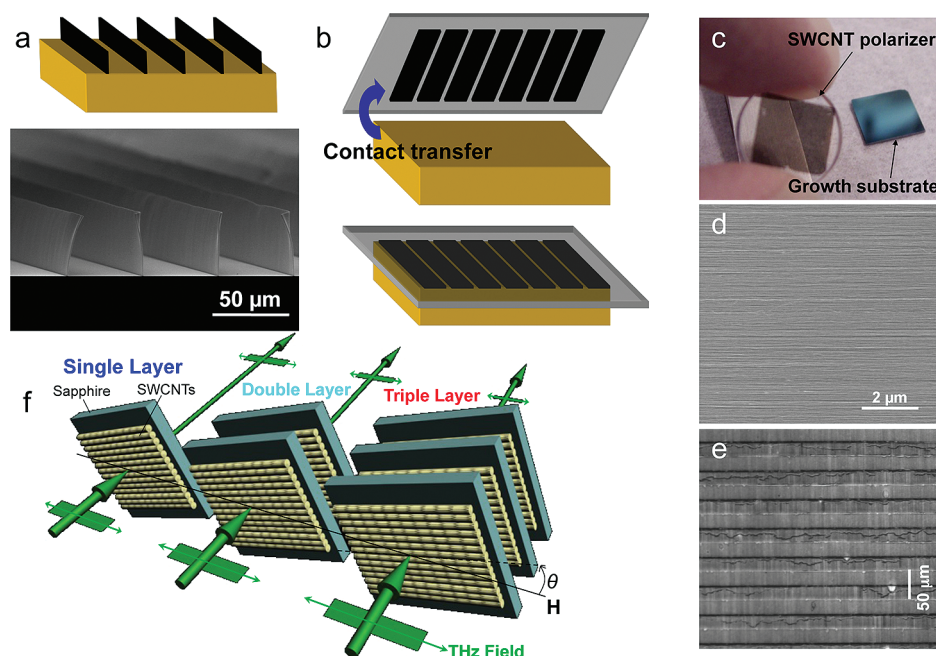 a
50 µm
b
Contact transfer
c
SWCNT polarizer
Growth substrate
d
2 µm
e
50 µm
f
Single Layer
Sapphire
SWCNTs
Double Layer
Triple Layer
θ
H
THz Field